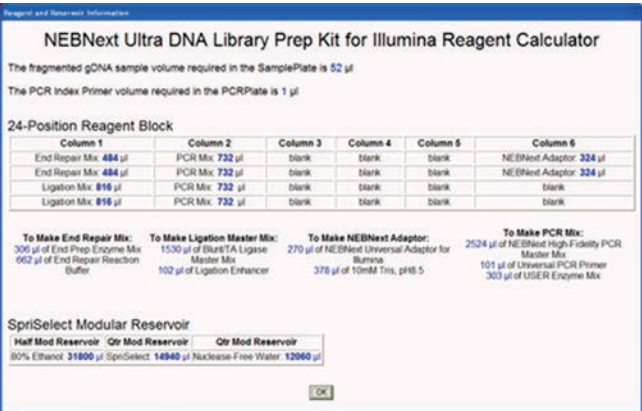 Reagent and Reservoir Information
NEBNext Ultra DNA Library Prep Kit for Illumina Reagent Calculator
The fragmented gDNA sample volume required in the SamplePlate is 52 µl
The PCR Index Primer volume required in the PCRPlate is 1 µl
24-Position Reagent Block
Column 1 Column 2 Column 3 Column 4 Column 5 Column 6
End Repair Mix: 484 µl PCR Mix: 732 µl blank blank blank NEBNext Adaptor: 324 µl
End Repair Mix: 484 µl PCR Mix: 732 µl blank blank blank NEBNext Adaptor: 324 µl
Ligation Mix: 816 µl PCR Mix: 732 µl blank blank blank blank
Ligation Mix: 816 µl PCR Mix: 732 µl blank blank blank blank
To Make End Repair Mix:
306 µl of End Prep Enzyme Mix
662 µl of End Repair Reaction
Buffer
To Make Ligation Master Mix:
1530 µl of Blunt/TA Ligase
Master Mix
102 µl of Ligation Enhancer
To Make NEBNext Adaptor:
270 µl of NEBNext Universal Adaptor for
Illumina
378 µl of 10mM Tris, pH8.5
To Make PCR Mix:
2524 µl of NEBNext High-Fidelity PCR
Master Mix
101 µl of Universal PCR Primer
303 µl of USER Enzyme Mix
SpriSelect Modular Reservoir
Half Mod Reservoir Qtr Mod Reservoir Qtr Mod Reservoir
80% Ethanol: 31800 µl SpriSelect: 14940 µl Nuclease-Free Water: 12060 µl
OK